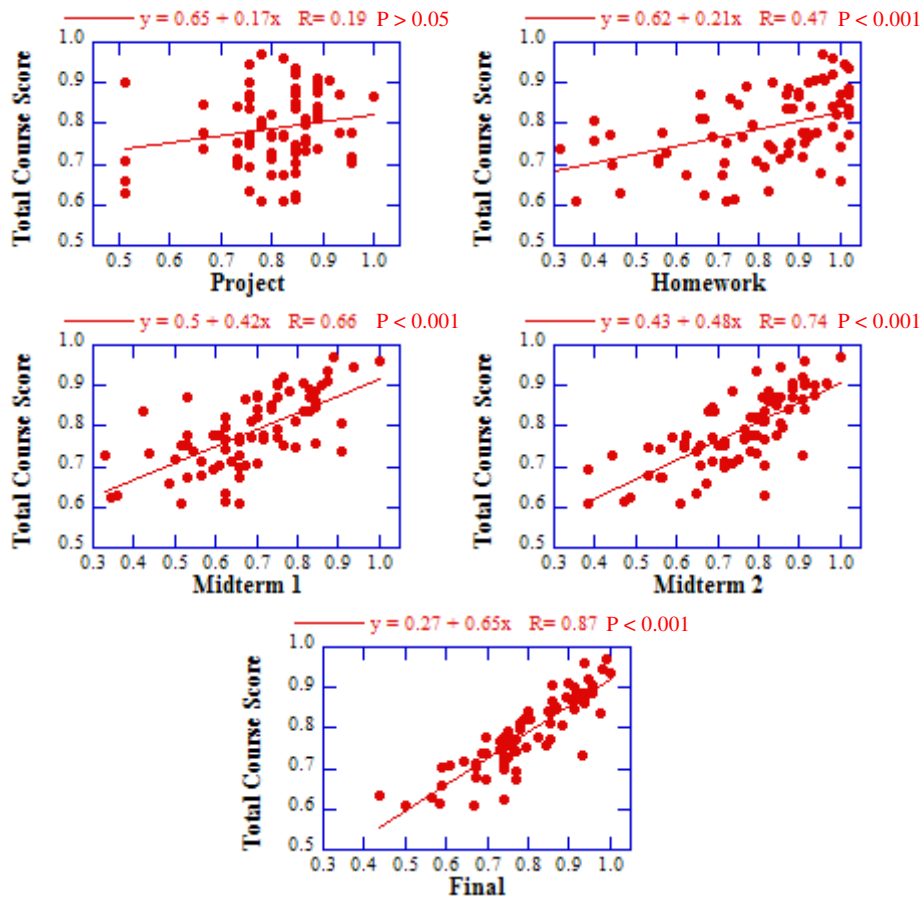 y = 0.65 + 0.17x R= 0.19 P > 0.05
1.0
0.9
0.8
0.7
0.6
0.5
Total Course Score
0.5 0.6 0.7 0.8 0.9 1.0
Project
y = 0.62 + 0.21x R= 0.47 P < 0.001
1.0
0.9
0.8
0.7
0.6
0.5
Total Course Score
0.3 0.4 0.5 0.6 0.7 0.8 0.9 1.0
Homework
y = 0.5 + 0.42x R= 0.66 P < 0.001
1.0
0.9
0.8
0.7
0.6
0.5
Total Course Score
0.3 0.4 0.5 0.6 0.7 0.8 0.9 1.0
Midterm 1
y = 0.43 + 0.48x R= 0.74 P < 0.001
1.0
0.9
0.8
0.7
0.6
0.5
Total Course Score
0.3 0.4 0.5 0.6 0.7 0.8 0.9 1.0
Midterm 2
y = 0.27 + 0.65x R= 0.87 P < 0.001
1.0
0.9
0.8
0.7
0.6
0.5
Total Course Score
0.3 0.4 0.5 0.6 0.7 0.8 0.9 1.0
Final